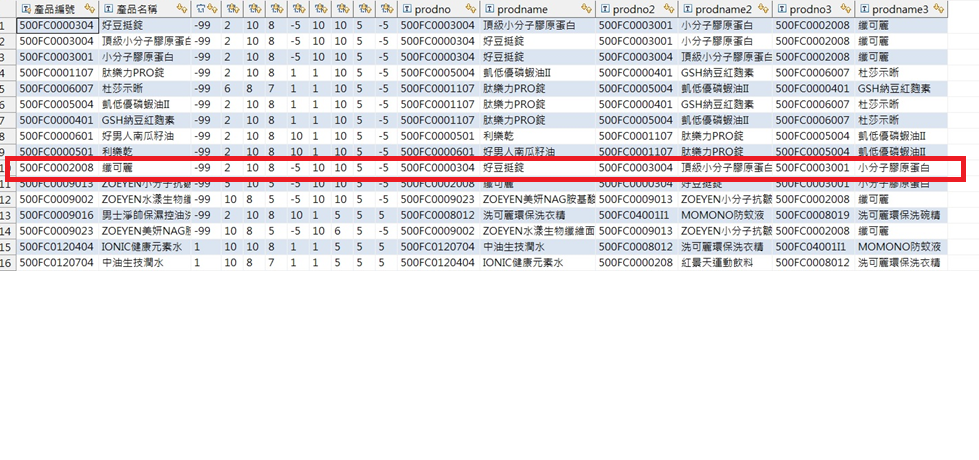 產品編號 產品名稱 prodno prodname prodno2 prodname2 prodno3 prodname3
1 500FC0000304 好豆挺錠 -99 2 10 8 -5 10 10 5 -5 500FC0003004 頂級小分子膠原蛋白 500FC0003001 小分子膠原蛋白 500FC0002008 纖可麗
2 500FC0003004 頂級小分子膠原蛋白 -99 2 10 8 -5 10 10 5 -5 500FC0000304 好豆挺錠 500FC0003001 小分子膠原蛋白 500FC0002008 纖可麗
3 500FC0003001 小分子膠原蛋白 -99 2 10 8 -5 10 10 5 -5 500FC0000304 好豆挺錠 500FC0003004 頂級小分子膠原蛋白 500FC0002008 纖可麗
4 500FC0001107 肽樂力PRO錠 -99 2 10 8 1 1 10 5 -5 500FC0005004 凱低優磷蝦油II 500FC0000401 GSH納豆紅麴素 500FC0006007 杜莎示晰
5 500FC0006007 杜莎示晰 -99 6 8 7 1 1 10 5 -5 500FC0001107 肽樂力PRO錠 500FC0005004 凱低優磷蝦油II 500FC0000401 GSH納豆紅麴素
6 500FC0005004 凱低優磷蝦油II -99 2 10 8 1 1 10 5 -5 500FC0001107 肽樂力PRO錠 500FC0000401 GSH納豆紅麴素 500FC0006007 杜莎示晰
7 500FC0000401 GSH納豆紅麴素 -99 2 10 8 1 1 10 5 -5 500FC0001107 肽樂力PRO錠 500FC0006007 杜莎示晰 500FC0005004 凱低優磷蝦油II
8 500FC0000601 好男人南瓜籽油 -99 2 10 8 10 1 10 5 -5 500FC0000501 利樂乾 500FC0001107 肽樂力PRO錠 500FC0005004 凱低優磷蝦油II
9 500FC0000501 利樂乾 -99 2 10 8 10 1 10 5 -5 500FC0000601 好男人南瓜籽油 500FC0001107 肽樂力PRO錠 500FC0005004 凱低優磷蝦油II
500FC0002008 纖可麗 -99 2 10 8 -5 10 10 5 -5 500FC0000304 好豆挺錠 500FC0003004 頂級小分子膠原蛋白 500FC0003001 小分子膠原蛋白
11 500FC0009013 ZOEYEN小分子抗皺 -99 5 10 5 -5 10 10 5 -5 500FC0002008 纖可麗 500FC0000304 好豆挺錠 500FC0003004 頂級小分子膠原蛋白
12 500FC0009002 ZOEYEN水漾生物纖 -99 10 8 5 -5 10 5 5 -5 500FC0009023 ZOEYEN美妍NAG胺基酸 500FC0009013 ZOEYEN小分子抗皺 500FC0002008 纖可麗
13 500FC0009016 男士淨齡保濕控油洗 -99 2 10 8 10 1 5 5 5 500FC0008012 洗可麗環保洗衣精 500FC04001I1 MOMONO防蚊液 500FC0008019 洗可麗環保洗碗精
14 500FC0009023 ZOEYEN美妍NAG胺 -99 10 8 5 -5 10 6 5 -5 500FC0009002 ZOEYEN水漾生物纖維面 500FC0009013 ZOEYEN小分子抗皺 500FC0002008 纖可麗
15 500FC0120404 IONIC健康元素水 1 10 10 8 1 1 5 5 5 500FC0120704 中油生技澗水 500FC0008012 洗可麗環保洗衣精 500FC04001I1 MOMONO防蚊液
16 500FC0120704 中油生技澗水 1 10 8 7 1 1 5 5 5 500FC0120404 IONIC健康元素水 500FC0000208 紅景天運動飲料 500FC0008012 洗可麗環保洗衣精